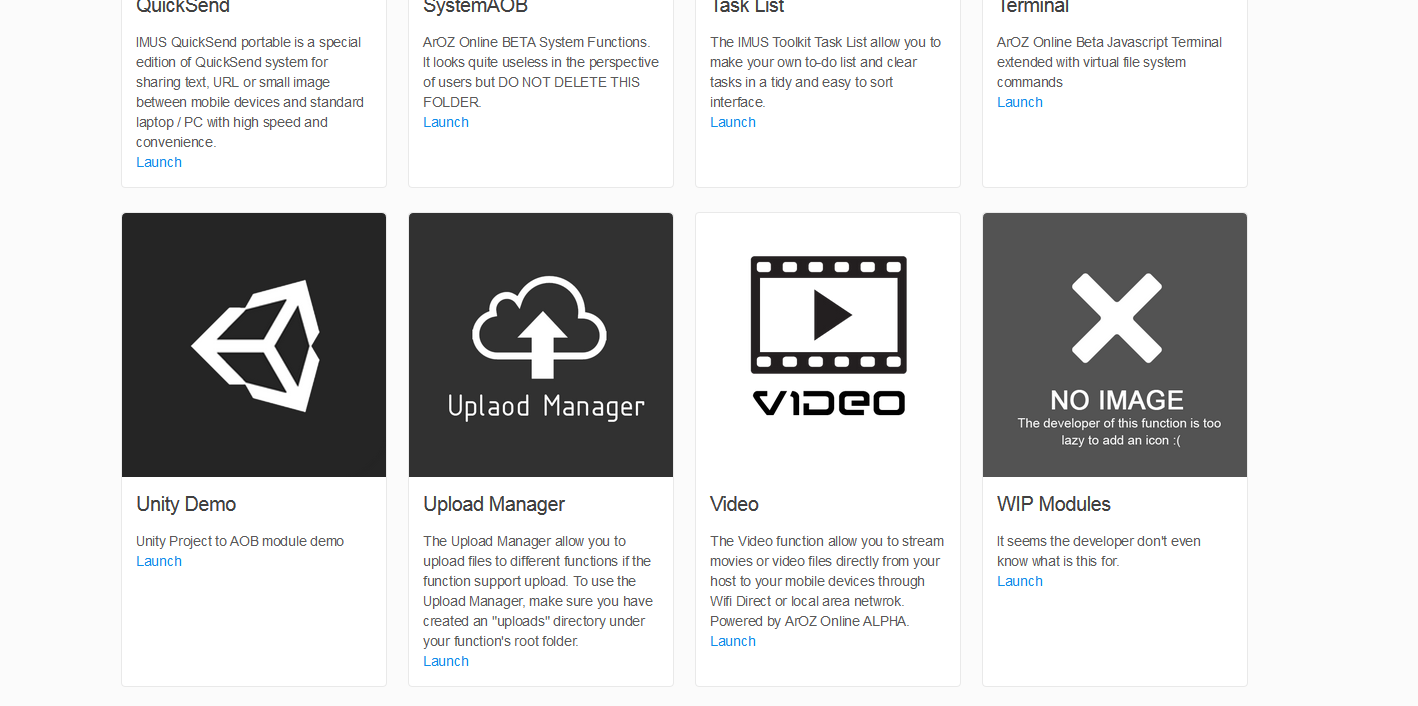 QuickSend
IMUS QuickSend portable is a special
edition of QuickSend system for
sharing text, URL or small image
between mobile devices and standard
laptop / PC with high speed and
convenience.
Launch
SystemAOB
ArOZ Online BETA System Functions.
It looks quite useless in the perspective
of users but DO NOT DELETE THIS
FOLDER.
Launch
Task List
The IMUS Toolkit Task List allow you to
make your own to-do list and clear
tasks in a tidy and easy to sort
interface.
Launch
Terminal
ArOZ Online Beta Javascript Terminal
extended with virtual file system
commands
Launch
Unity Demo
Unity Project to AOB module demo
Launch
Uplaod Manager
Upload Manager
The Upload Manager allow you to
upload files to different functions if the
function support upload. To use the
Upload Manager, make sure you have
created an "uploads" directory under
your function's root folder.
Launch
VIDEO
Video
The Video function allow you to stream
movies or video files directly from your
host to your mobile devices through
Wifi Direct or local area netwrok.
Powered by ArOZ Online ALPHA.
Launch
NO IMAGE
The developer of this function is too
lazy to add an icon :(
WIP Modules
It seems the developer don't even
know what is this for.
Launch